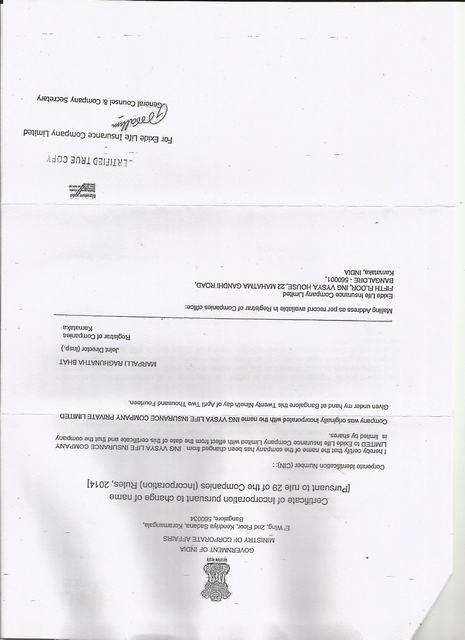 GOVERNMENT OF INDIA
MINISTRY OF CORPORATE AFFAIRS
E' Wing, 2nd Floor, Kendriya Sadana, Koramangala,
Bangalore, 560034
Certificate of Incorporation pursuant to change of name
[Pursuant to rule 29 of the Companies (Incorporation) Rules, 2014]
Corporate Identification Number (CIN):
I hereby certify that the name of the company has been changed from ING VYSYA LIFE INSURANCE COMPANY
LIMITED to Exide Life Insurance Company Limited with effect from the date of this certificate and that the company
is limited by shares.
Company was originally incorporated with the name ING VYSYA LIFE INSURANCE COMPANY PRIVATE LIMITED
Given under my hand at Bangalore this Twenty Ninth day of April Two Thousand Fourteen.
MARPALLI RAGHUNATHA BHAT
Joint Director (Insp.)
Registrar of Companies
Karnataka
Mailing Address as per record available in Registrar of Companies office:
Exide Life Insurance Company Limited
FIFTH FLOOR, ING VYSYA HOUSE, 22 MAHATMA GANDHI ROAD,
BANGALORE - 560001,
Karnataka, INDIA
ERTIFIED TRUE COPY
For Exide Life Insurance Company Limited
General Counsel & Company Secretary